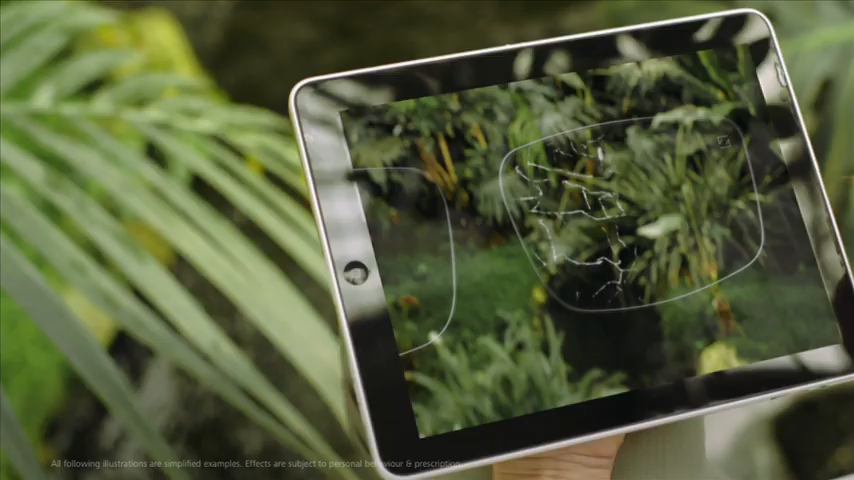 All following illustrations are simplified examples. Effects are subject to personal behaviour & prescription.